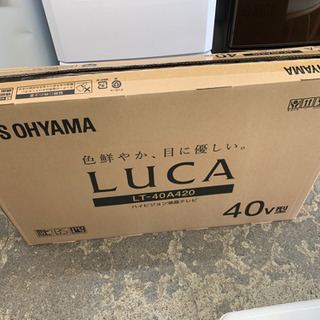 S OHYAMA
色鮮やか、目に優しい。
LUCA
LT-40A420
ハイビジョン液晶テレビ
40V型
40